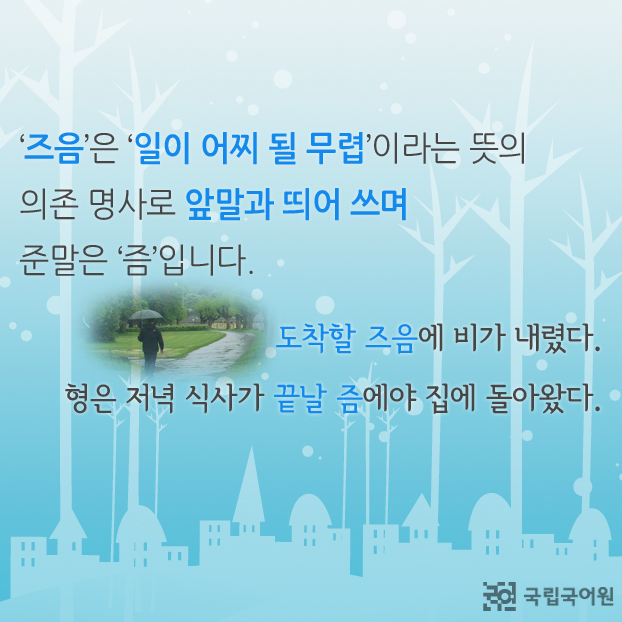 ‘즈음’은 ‘일이 어찌 될 무렵’이라는 뜻의
의존 명사로 앞말과 띄어 쓰며
준말은 ‘즘’입니다.
도착할 즈음에 비가 내렸다.
형은 저녁 식사가 끝날 즘에야 집에 돌아왔다.
국립국어원